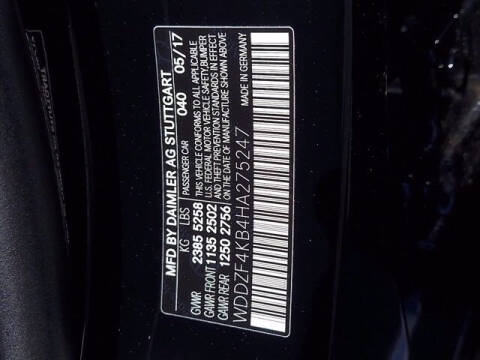 MFD BY DAIMLER AG STUTTGART
KG LBS PASSENGER CAR 040 05/17
GVWR 2385 5258 THIS VEHICLE CONFORMS TO ALL APPLICABLE
GAWR FRONT 1135 2502 U.S. FEDERAL MOTOR VEHICLE SAFETY, BUMPER
GAWR REAR 1250 2756 AND THEFT PREVENTION STANDARDS IN EFFECT
ON THE DATE OF MANUFACTURE SHOWN ABOVE
WDDZF4KB4HA275247
MADE IN GERMANY